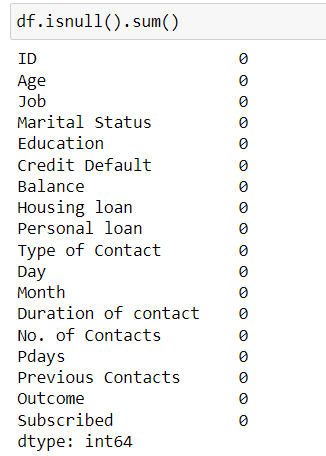 df.isnull().sum()
ID 0
Age 0
Job 0
Marital Status 0
Education 0
Credit Default 0
Balance 0
Housing loan 0
Personal loan 0
Type of Contact 0
Day 0
Month 0
Duration of contact 0
No. of Contacts 0
Pdays 0
Previous Contacts 0
Outcome 0
Subscribed 0
dtype: int64